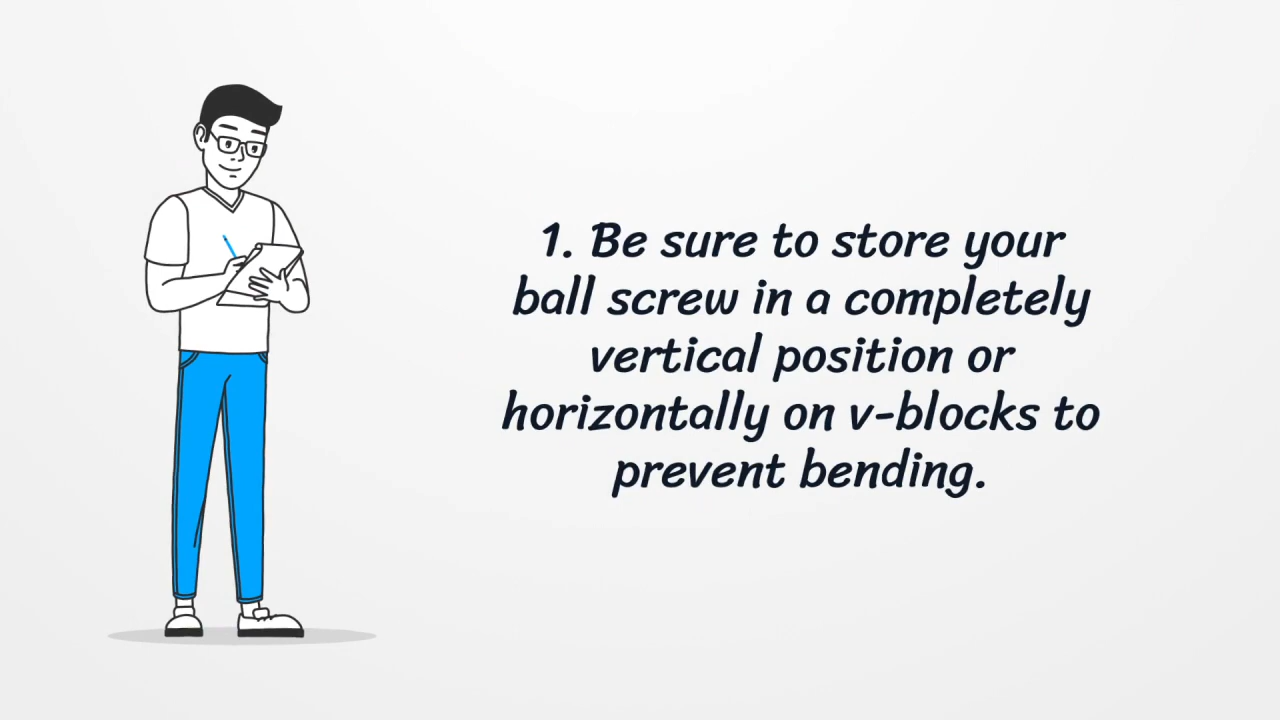 1. Be sure to store your
ball screw in a completely
vertical position or
horizontally on v-blocks to
prevent bending.